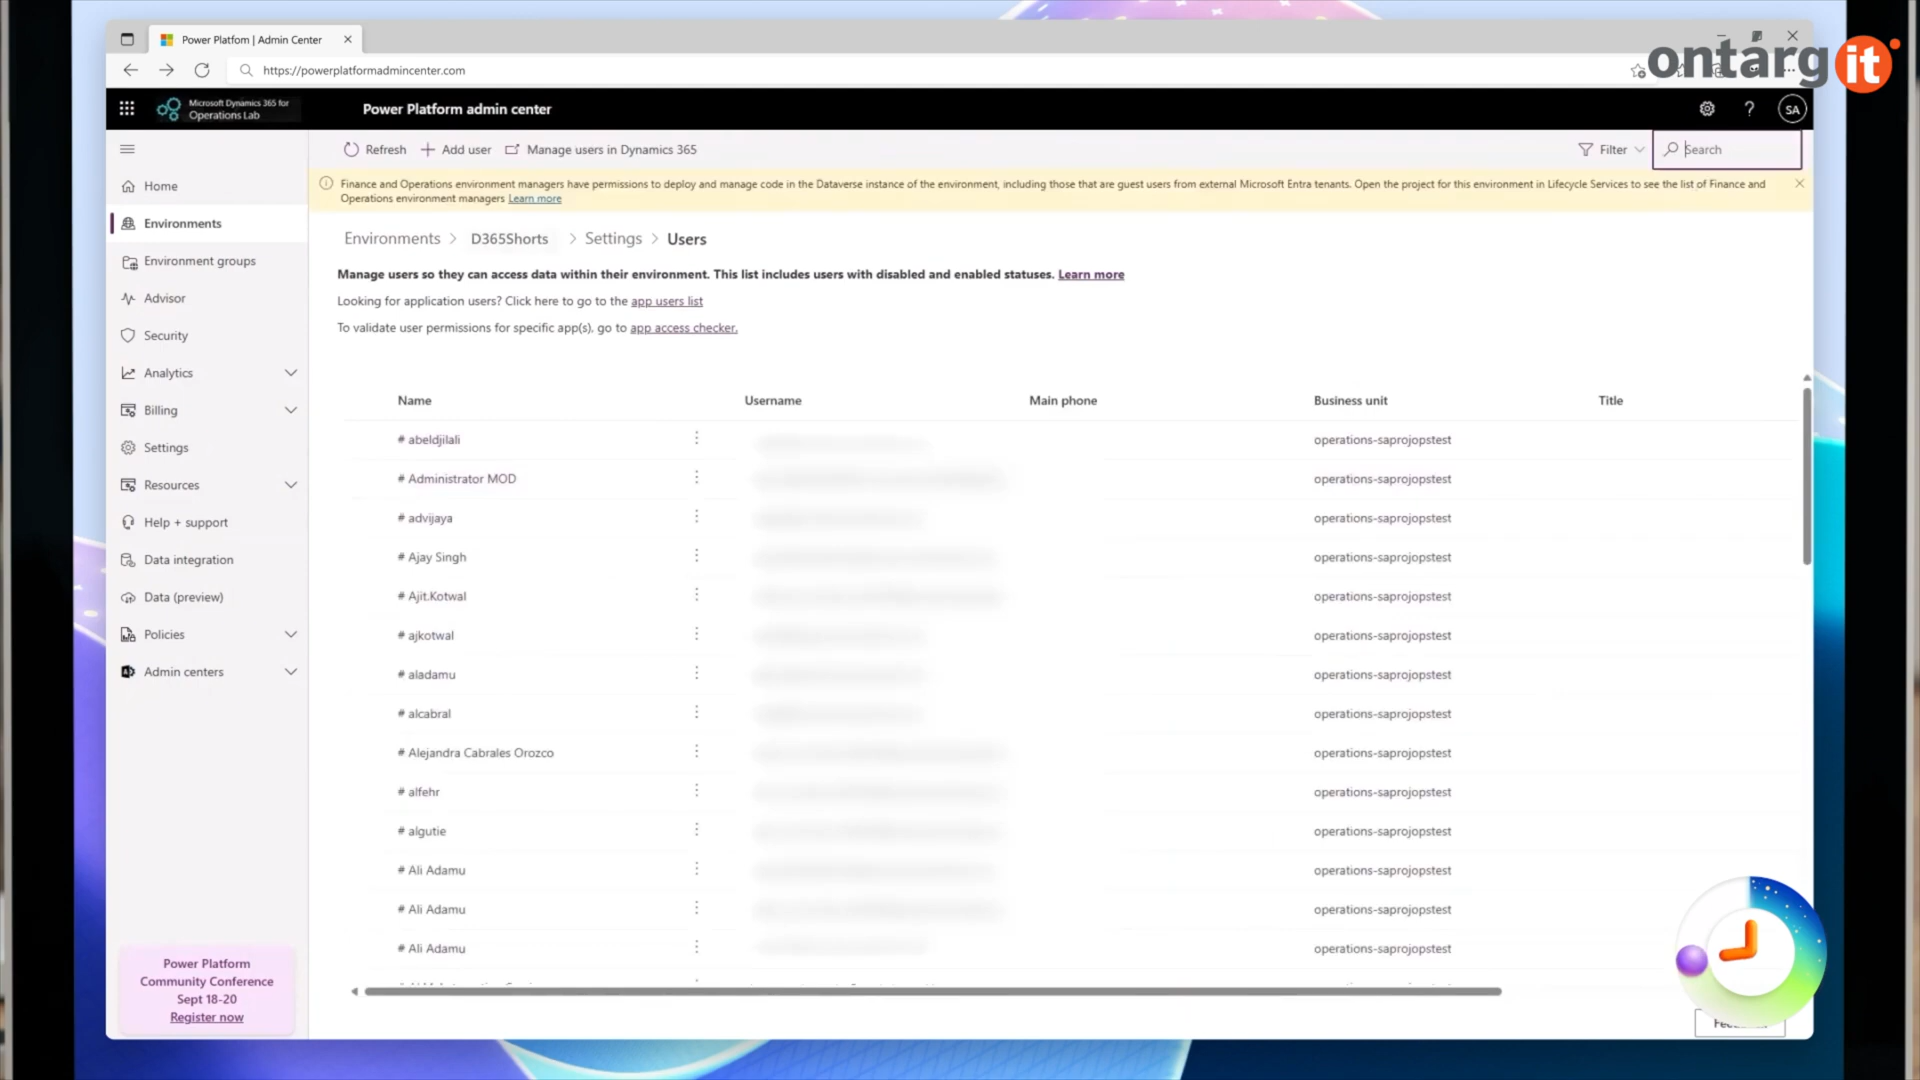 Power Platfom | Admin Center
ontargit
https://powerplatformadmincenter.com
Microsoft Dynamics 365 for
Operations Lab
Power Platform admin center
SA
Refresh
Add user
Manage users in Dynamics 365
Filter
Search
Finance and Operations environment managers have permissions to deploy and manage code in the Dataverse instance of the environment, including those that are guest users from external Microsoft Entra tenants. Open the project for this environment in Lifecycle Services to see the list of Finance and
Operations environment managers Learn more
Home
Environments
Environment groups
Advisor
Security
Analytics
Billing
Settings
Resources
Help + support
Data integration
Data (preview)
Policies
Admin centers
Power Platform
Community Conference
Sept 18-20
Register now
Environments > D365Shorts > Settings > Users
Manage users so they can access data within their environment. This list includes users with disabled and enabled statuses. Learn more
Looking for application users? Click here to go to the app users list
To validate user permissions for specific app(s), go to app access checker.
Name Username Main phone Business unit Title
# abeldjilali operations-saprojopstest
# Administrator MOD operations-saprojopstest
# advijaya operations-saprojopstest
# Ajay Singh operations-saprojopstest
# Ajit.Kotwal operations-saprojopstest
# ajkotwal operations-saprojopstest
# aladamu operations-saprojopstest
# alcabral operations-saprojopstest
# Alejandra Cabrales Orozco operations-saprojopstest
# alfehr operations-saprojopstest
# algutie operations-saprojopstest
# Ali Adamu operations-saprojopstest
# Ali Adamu operations-saprojopstest
# Ali Adamu operations-saprojopstest